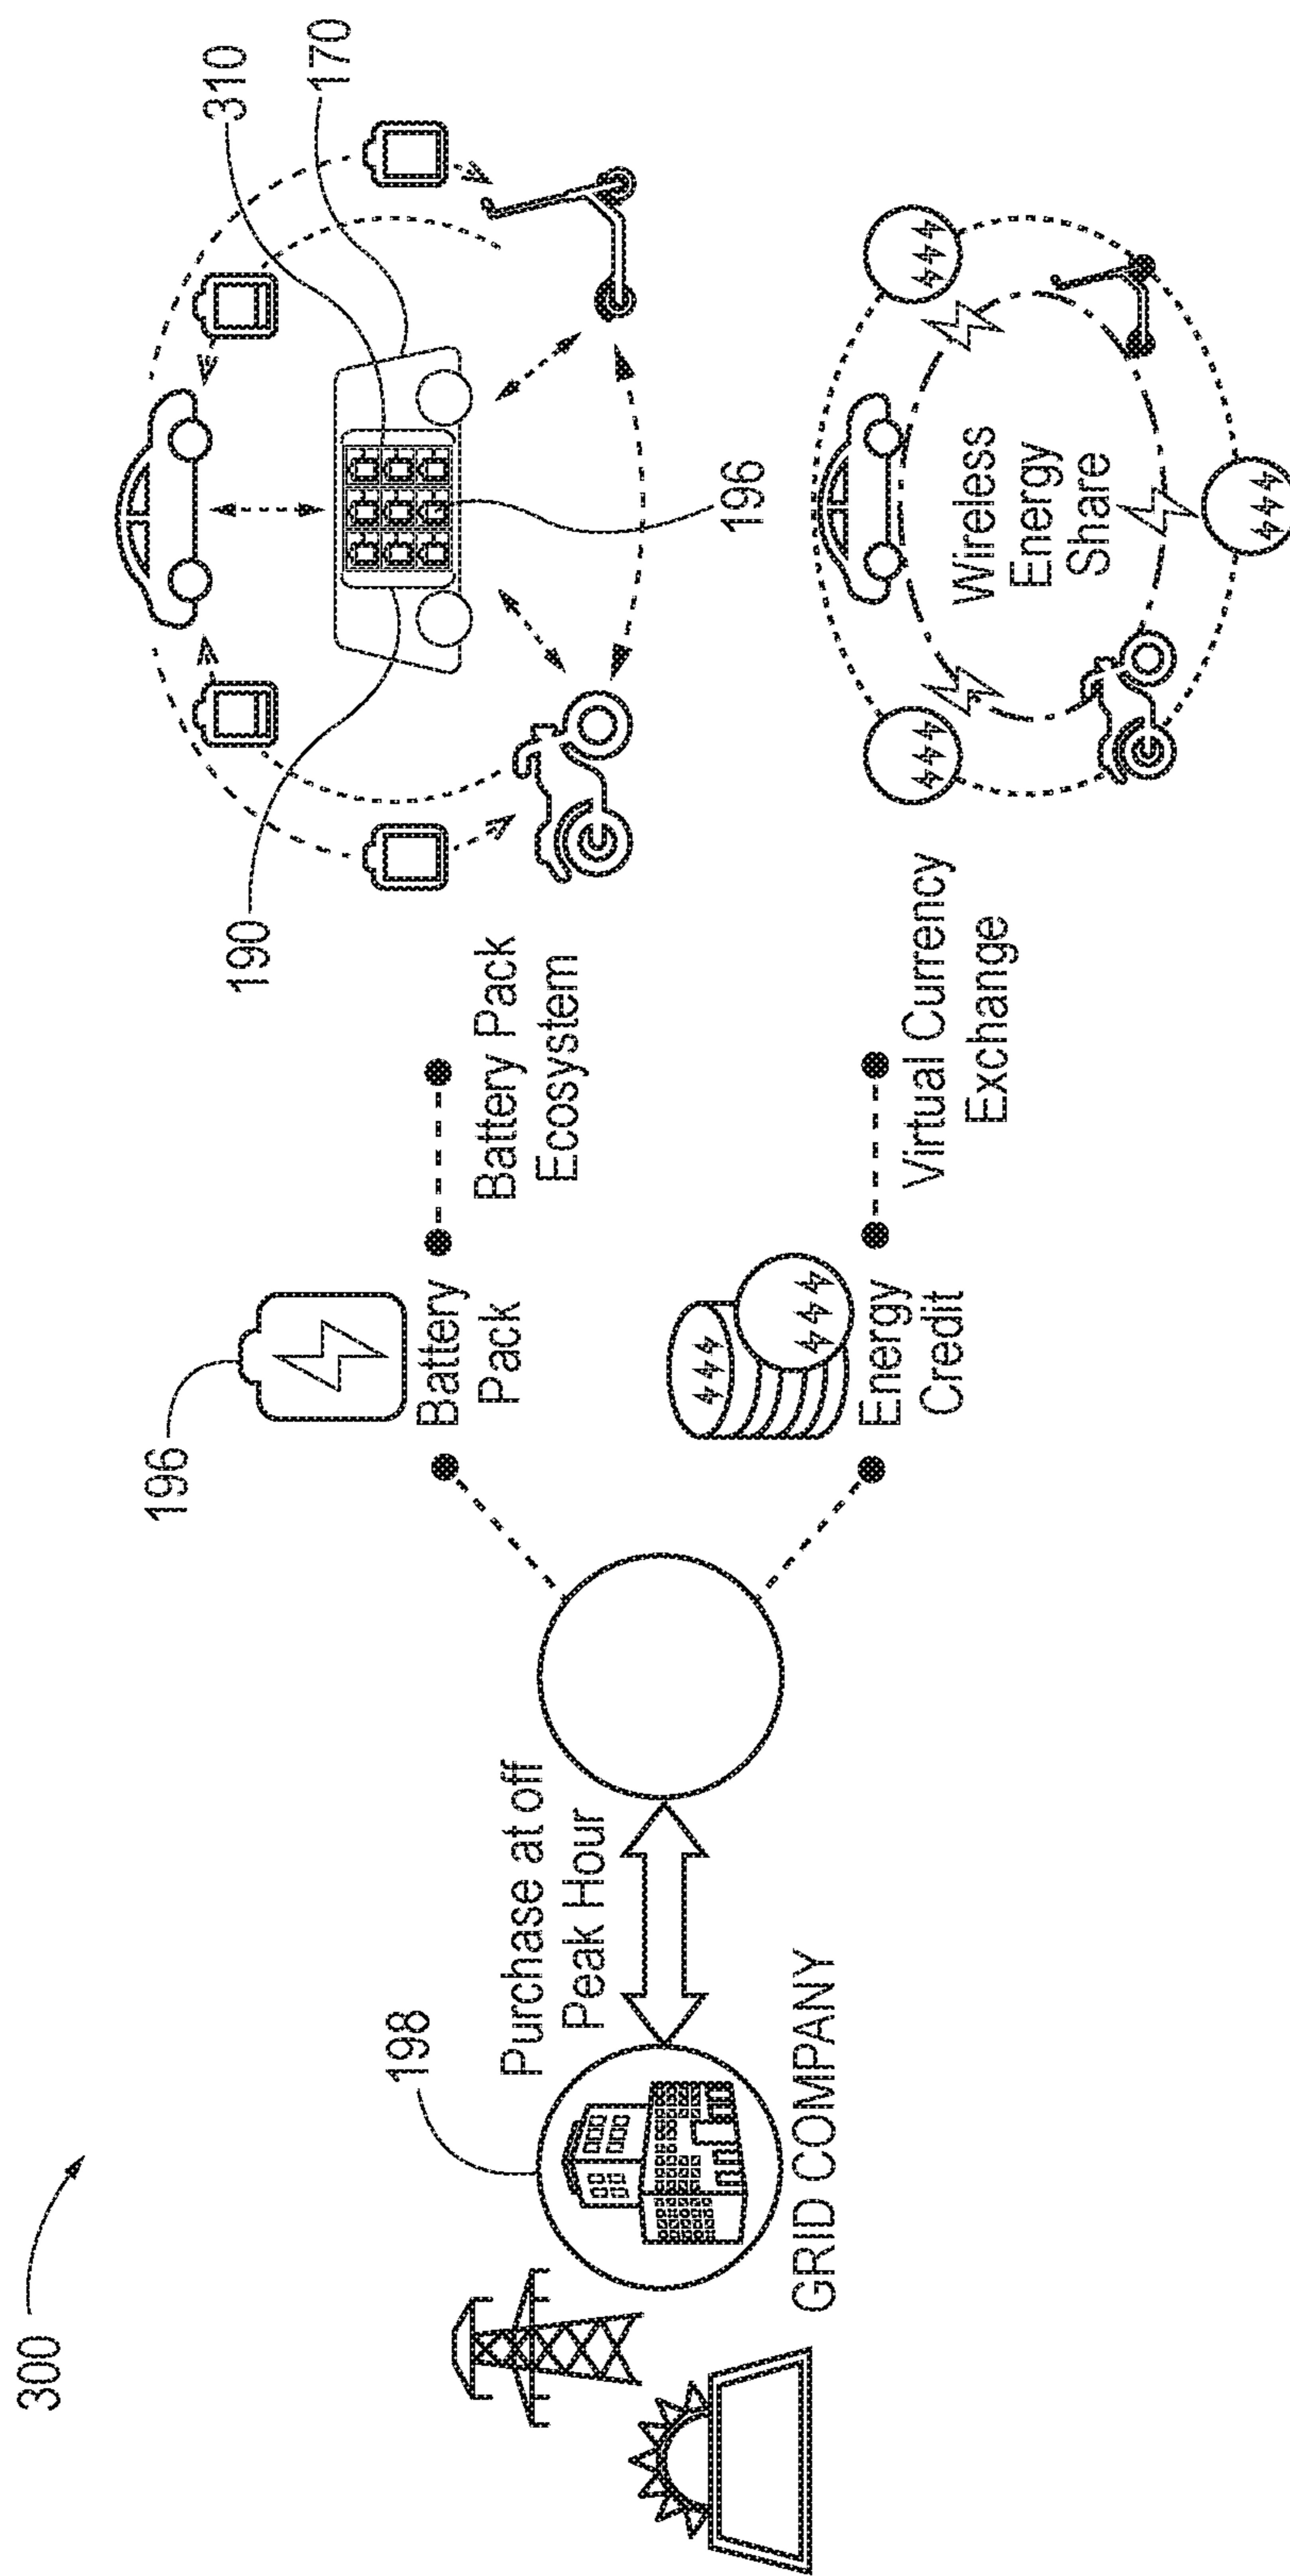 300
198
Purchase at off
Peak Hour
GRID COMPANY
196
Battery
Pack
Battery Pack
Ecosystem
190
310
170
196
Energy
Credit
Virtual Currency
Exchange
Wireless
Energy
Share